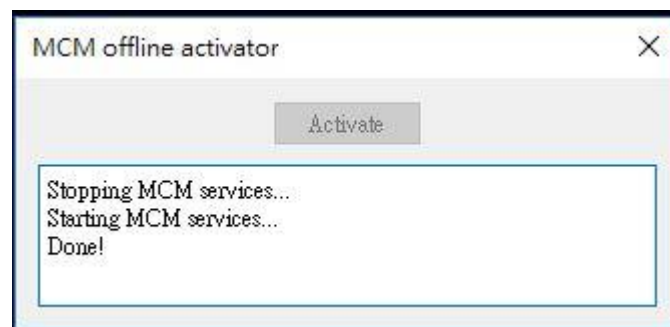 MCM offline activator
Activate
Stopping MCM services...
Starting MCM services...
Done!